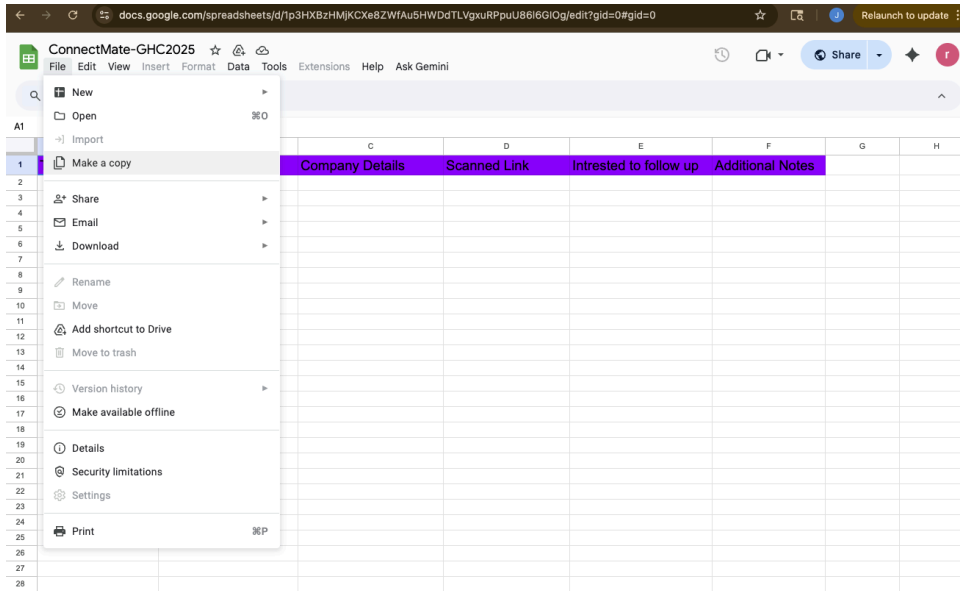 docs.google.com/spreadsheets/d/1p3HXBzHMjKCXe8ZWfAu5HWDdTLVgxuRPpuU86l6GIOg/edit?gid=0#gid=0 J Relaunch to update
ConnectMate-GHC2025
File Edit View Insert Format Data Tools Extensions Help Ask Gemini Share r
New
Open ⌘O
A1
Import
C D E F G H
1 Make a copy Company Details Scanned Link Intrested to follow up Additional Notes
2
3 Share
4
5 Email
6 Download
7
8 Rename
9
10 Move
11
12 Add shortcut to Drive
13 Move to trash
14
15 Version history
16
17 Make available offline
18
19 Details
20
21 Security limitations
22 Settings
23
24
25 Print ⌘P
26
27
28